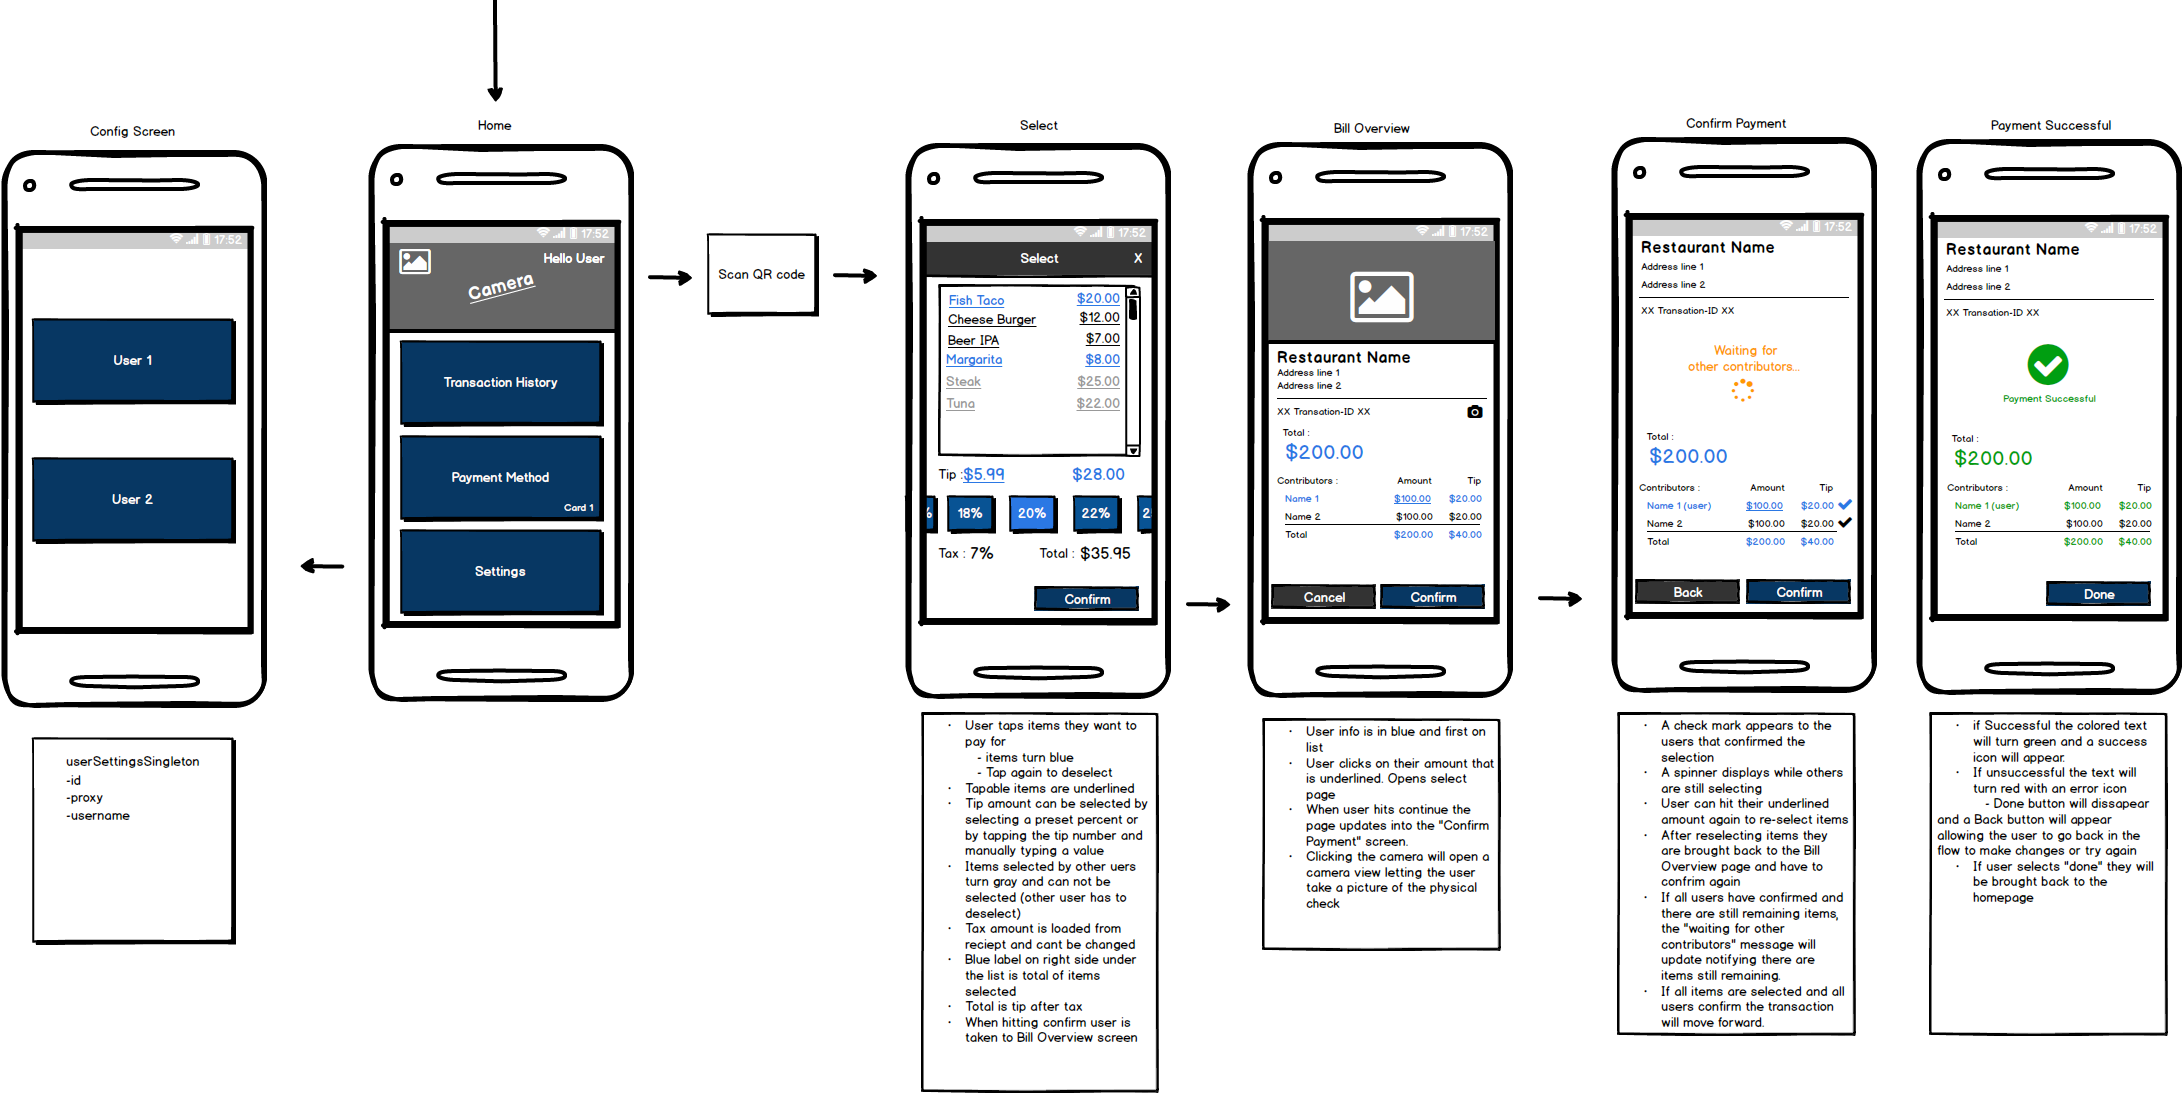 Config Screen
17:52
User 1
User 2
userSettingsSingleton
-id
-proxy
-username
Home
17:52
Hello User
Camera
Transaction History
Payment Method
Card 1
Settings
Scan QR code
Select
17:52
Select X
Fish Taco $20.00
Cheese Burger $12.00
Beer IPA $7.00
Margarita $8.00
Steak $25.00
Tuna $22.00
Tip :$5.99 $28.00
% 18% 20% 22% 2
Tax : 7% Total : $35.95
Confirm
· User taps items they want to
pay for
- items turn blue
- Tap again to deselect
· Tapable items are underlined
· Tip amount can be selected by
selecting a preset percent or
by tapping the tip number and
manually typing a value
· Items selected by other uers
turn gray and can not be
selected (other user has to
deselect)
· Tax amount is loaded from
reciept and cant be changed
· Blue label on right side under
the list is total of items
selected
· Total is tip after tax
· When hitting confirm user is
taken to Bill Overview screen
Bill Overview
17:52
Restaurant Name
Address line 1
Address line 2
XX Transation-ID XX
Total :
$200.00
Contributors : Amount Tip
Name 1 $100.00 $20.00
Name 2 $100.00 $20.00
Total $200.00 $40.00
Cancel Confirm
· User info is in blue and first on
list
· User clicks on their amount that
is underlined. Opens select
page
· When user hits continue the
page updates into the "Confirm
Payment" screen.
· Clicking the camera will open a
camera view letting the user
take a picture of the physical
check
Confirm Payment
17:52
Restaurant Name
Address line 1
Address line 2
XX Transation-ID XX
Waiting for
other contributors...
Total :
$200.00
Contributors : Amount Tip
Name 1 (user) $100.00 $20.00
Name 2 $100.00 $20.00
Total $200.00 $40.00
Back Confirm
· A check mark appears to the
users that confirmed the
selection
· A spinner displays while others
are still selecting
· User can hit their underlined
amount again to re-select items
· After reselecting items they
are brought back to the Bill
Overview page and have to
confrim again
· If all users have confirmed and
there are still remaining items,
the "waiting for other
contributors" message will
update notifying there are
items still remaining.
· If all items are selected and all
users confirm the transaction
will move forward.
Payment Successful
17:52
Restaurant Name
Address line 1
Address line 2
XX Transation-ID XX
Payment Successful
Total :
$200.00
Contributors : Amount Tip
Name 1 (user) $100.00 $20.00
Name 2 $100.00 $20.00
Total $200.00 $40.00
Done
· if Successful the colored text
will turn green and a success
icon will appear.
· If unsuccessful the text will
turn red with an error icon
- Done button will dissapear
and a Back button will appear
allowing the user to go back in the
flow to make changes or try again
· If user selects "done" they will
be brought back to the
homepage